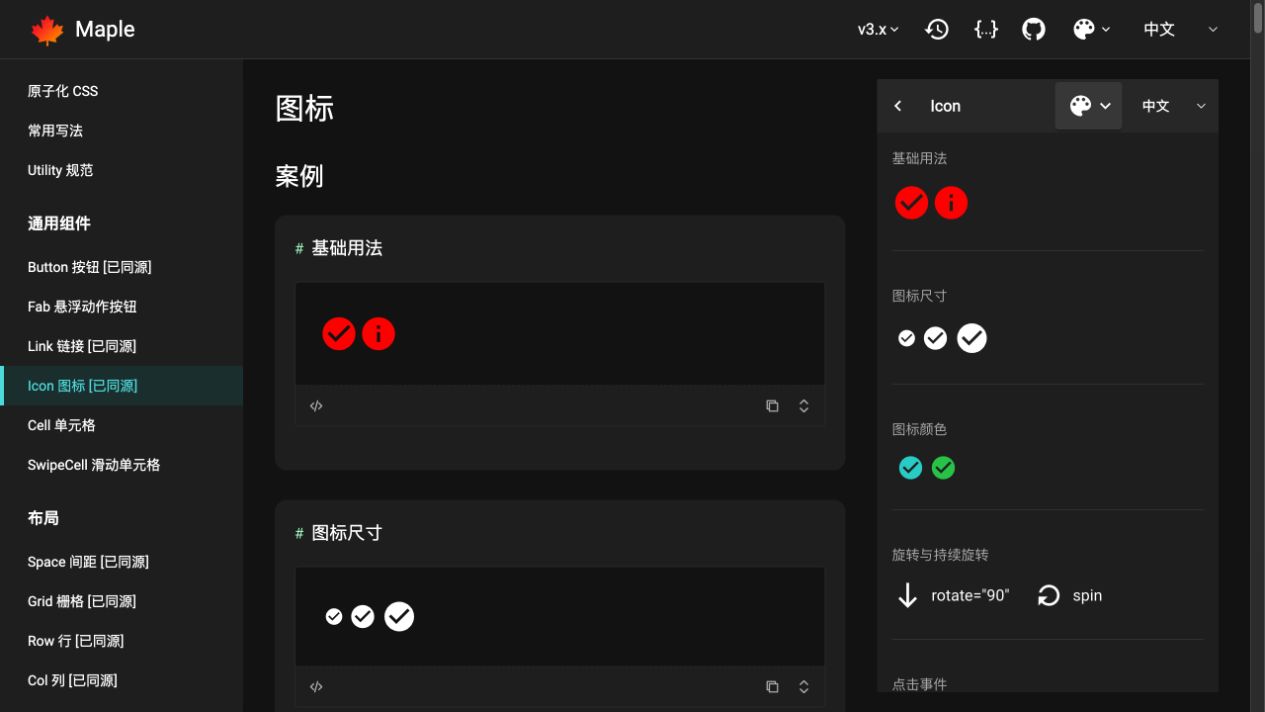 Maple
v3.x
{...}
中文
原子化 CSS
常用写法
Utility 规范
通用组件
Button 按钮 [已同源]
Fab 悬浮动作按钮
Link 链接 [已同源]
Icon 图标 [已同源]
Cell 单元格
SwipeCell 滑动单元格
布局
Space 间距 [已同源]
Grid 栅格 [已同源]
Row 行 [已同源]
Col 列 [已同源]
图标
案例
# 基础用法
# 图标尺寸
Icon
中文
基础用法
图标尺寸
图标颜色
旋转与持续旋转
rotate="90"
spin
点击事件